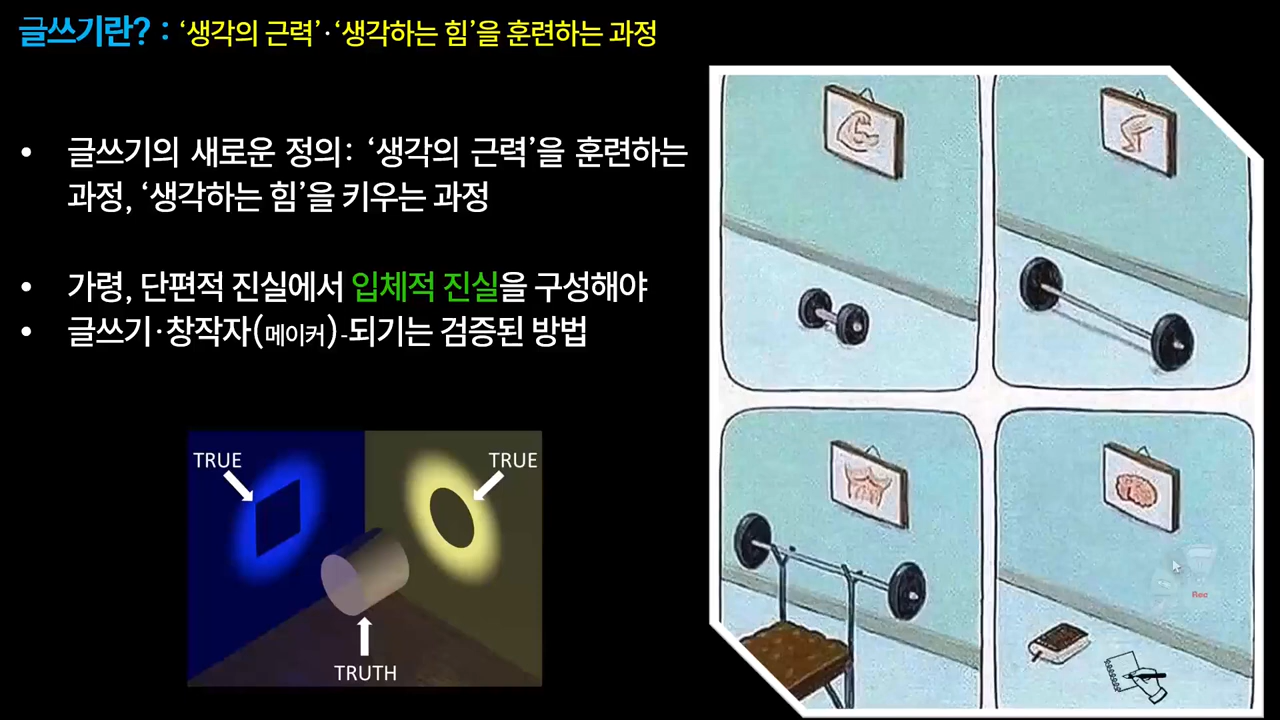 글쓰기란? : ‘생각의 근력’·‘생각하는 힘’을 훈련하는 과정
• 글쓰기의 새로운 정의: ‘생각의 근력’을 훈련하는
과정, ‘생각하는 힘’을 키우는 과정
• 가령, 단편적 진실에서 입체적 진실을 구성해야
• 글쓰기·창작자(메이커)-되기는 검증된 방법
TRUE
TRUE
TRUTH
Rec